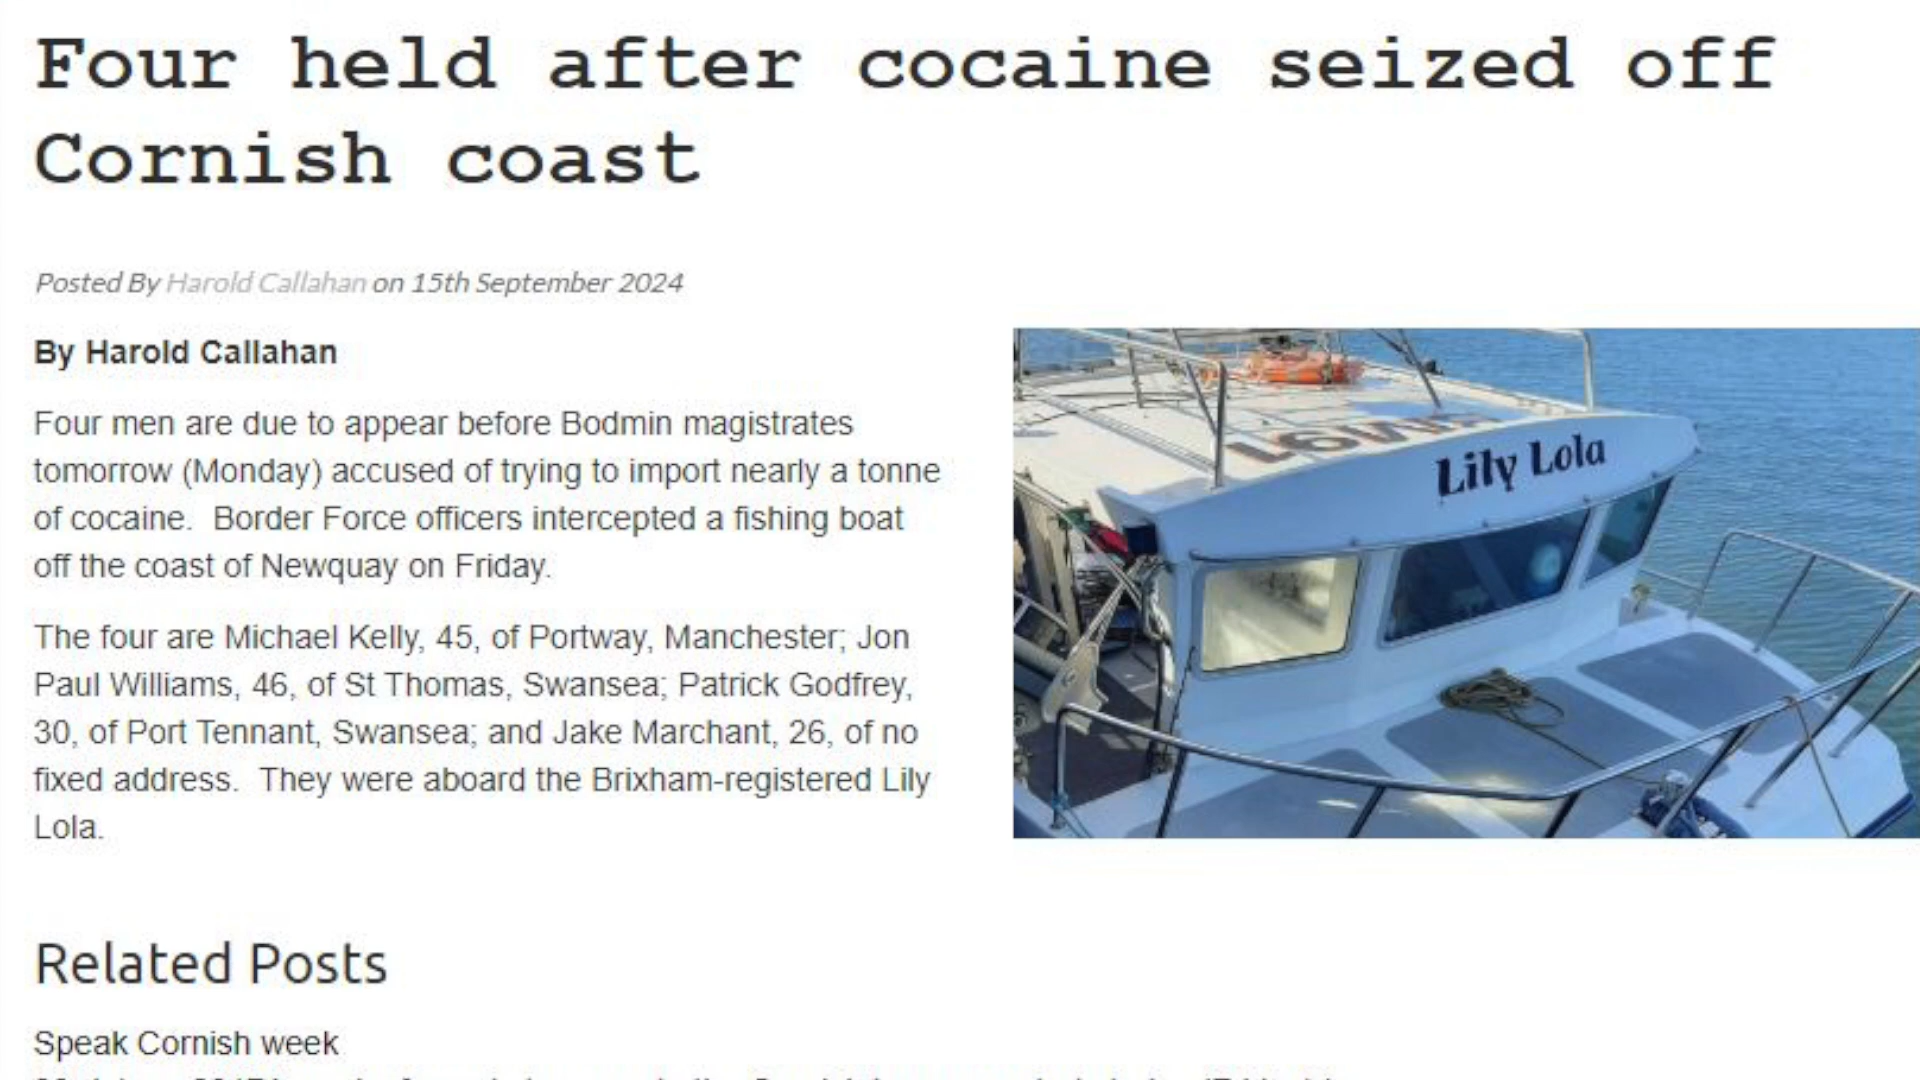 Four held after cocaine seized off
Cornish coast
Posted By Harold Callahan on 15th September 2024
By Harold Callahan
Four men are due to appear before Bodmin magistrates
tomorrow (Monday) accused of trying to import nearly a tonne
of cocaine.  Border Force officers intercepted a fishing boat
off the coast of Newquay on Friday.
The four are Michael Kelly, 45, of Portway, Manchester; Jon
Paul Williams, 46, of St Thomas, Swansea; Patrick Godfrey,
30, of Port Tennant, Swansea; and Jake Marchant, 26, of no
fixed address.  They were aboard the Brixham-registered Lily
Lola.
Lily Lola
Related Posts
Speak Cornish week